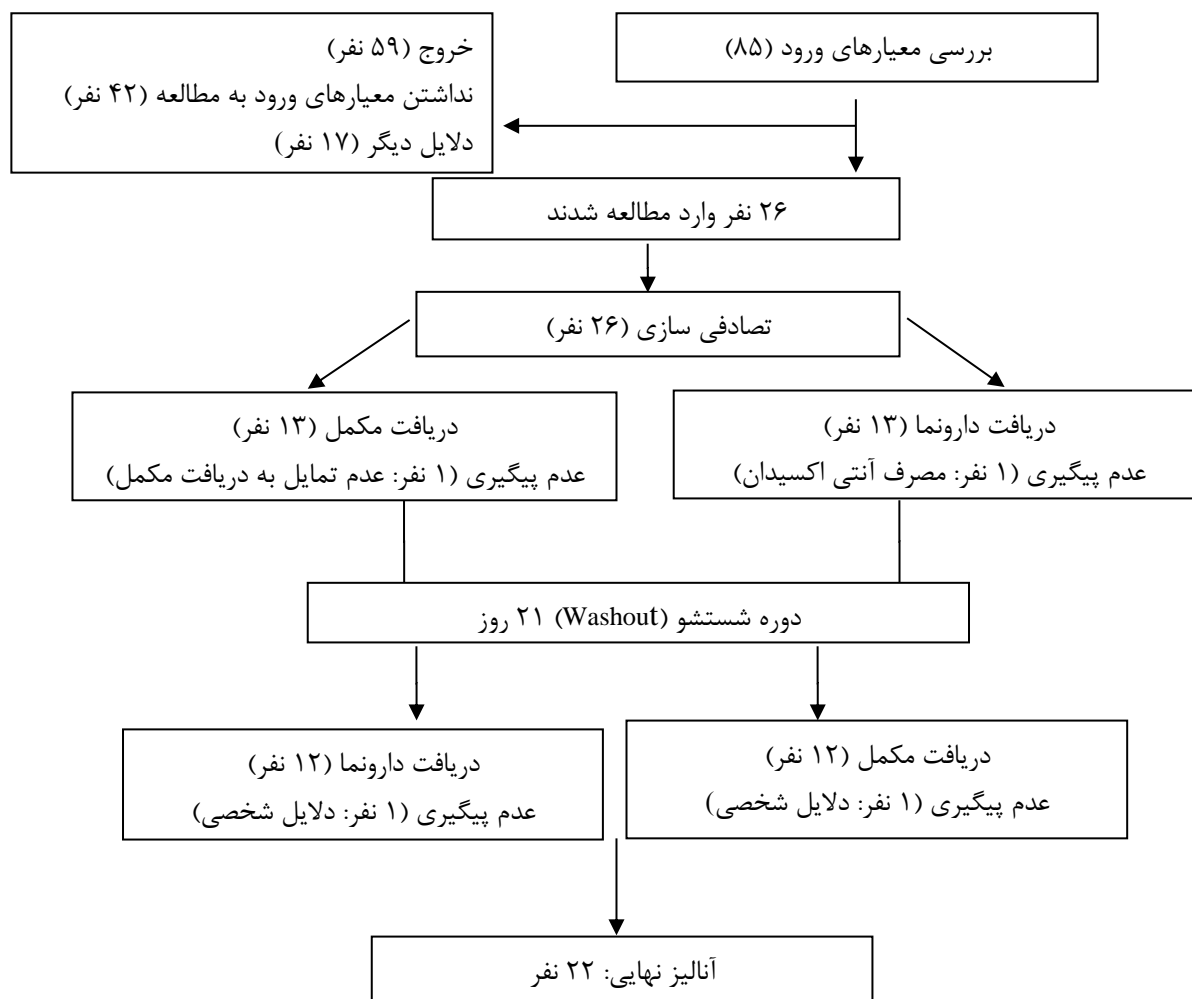 بررسی معیارهای ورود (۸۵)
خروج (۵۹ نفر)
نداشتن معیارهای ورود به مطالعه (۴۲ نفر)
دلایل دیگر (۱۷ نفر)
۲۶ نفر وارد مطالعه شدند
تصادفی سازی (۲۶ نفر)
دریافت دارونما (۱۳ نفر)
عدم پیگیری (۱ نفر: مصرف آنتی اکسیدان)
دریافت مکمل (۱۳ نفر)
عدم پیگیری (۱ نفر: عدم تمایل به دریافت مکمل)
دوره شستشو (Washout) ۲۱ روز
دریافت مکمل (۱۲ نفر)
عدم پیگیری (۱ نفر: دلایل شخصی)
دریافت دارونما (۱۲ نفر)
عدم پیگیری (۱ نفر: دلایل شخصی)
آنالیز نهایی: ۲۲ نفر